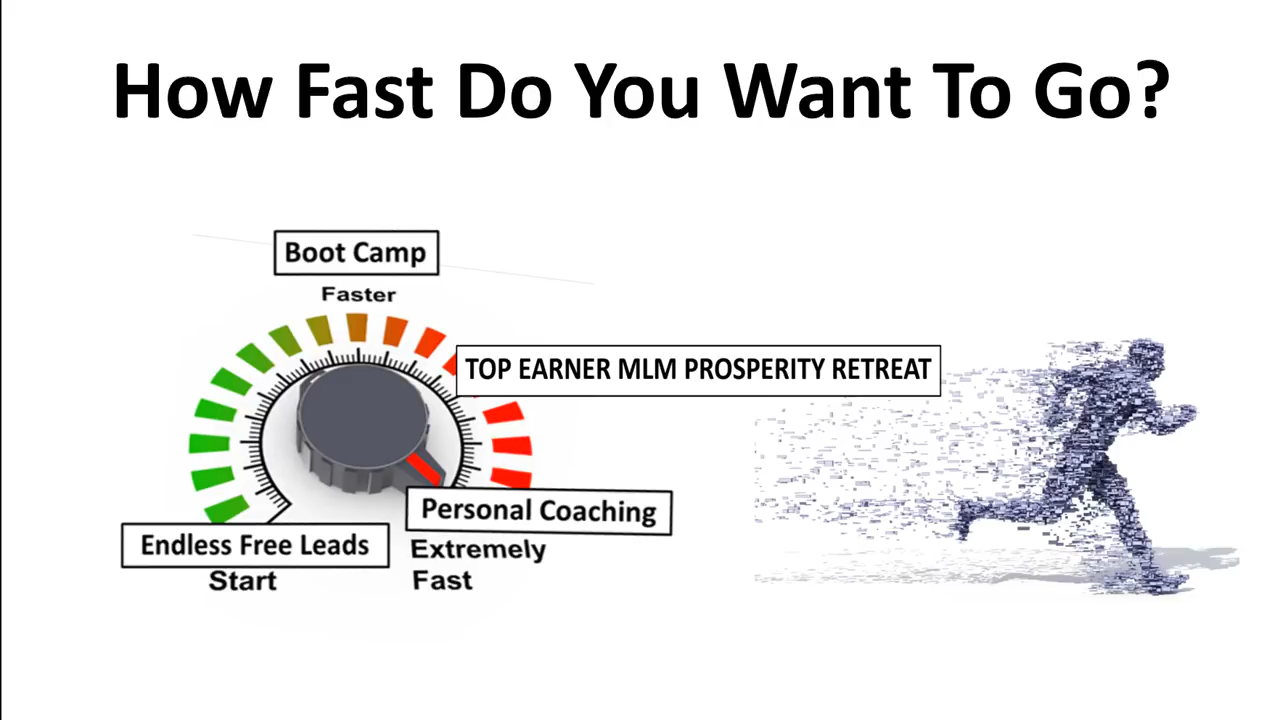 How Fast Do You Want To Go?
Boot Camp
Faster
TOP EARNER MLM PROSPERITY RETREAT
Personal Coaching
Extremely
Fast
Endless Free Leads
Start